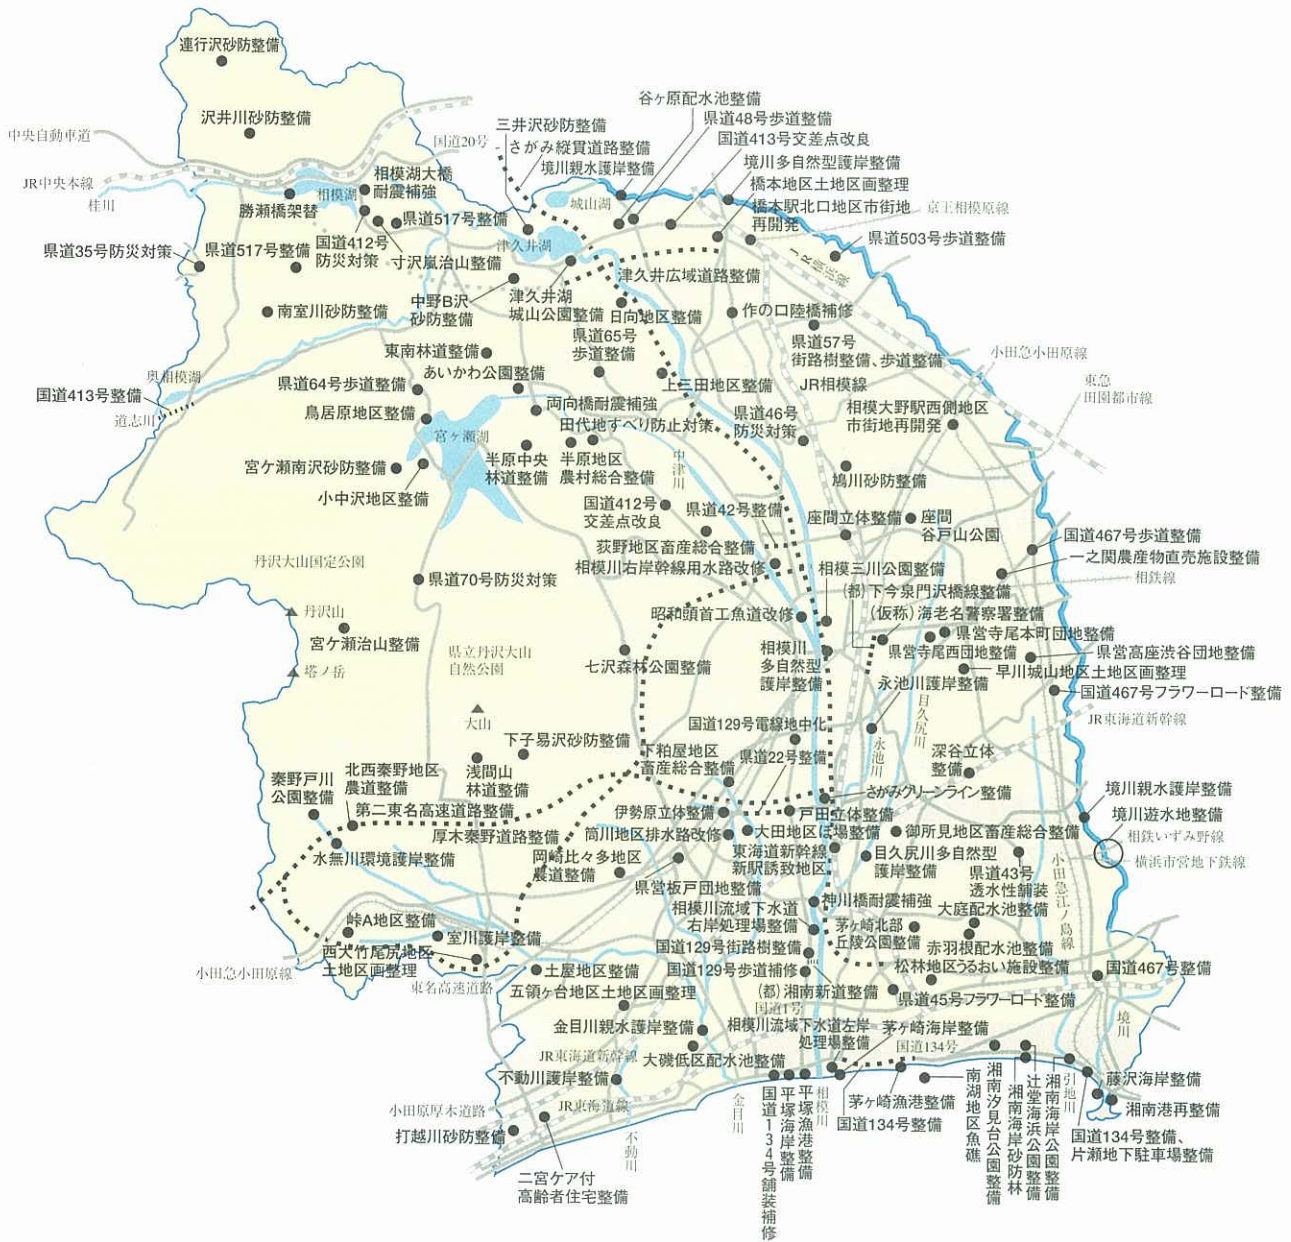 連行沢砂防整備
沢井川砂防整備
中央自動車道
JR中央本線
桂川
国道20号
相模湖
勝瀬橋架替
相模湖大橋
耐震補強
県道517号整備
国道412号
防災対策
寸沢嵐治山整備
県道35号防災対策
県道517号整備
南室川砂防整備
三井沢砂防整備
さがみ縦貫道路整備
境川親水護岸整備
谷ヶ原配水池整備
県道48号歩道整備
国道413号交差点改良
境川多自然型護岸整備
橋本地区土地区画整理
橋本駅北口地区市街地
再開発
京王相模原線
県道503号歩道整備
JR横浜線
城山湖
津久井湖
中野B沢
砂防整備
津久井湖
城山公園整備
津久井広域道路整備
日向地区整備
作の口陸橋補修
県道57号
街路樹整備、歩道整備
小田急小田原線
東急
田園都市線
県道65号
歩道整備
東南林道整備
あいかわ公園整備
上三田地区整備
JR相模線
相模大野駅西側地区
市街地再開発
奥相模湖
国道413号整備
道志川
県道64号歩道整備
鳥居原地区整備
宮ヶ瀬湖
両向橋耐震補強
田代地すべり防止対策
県道46号
防災対策
宮ケ瀬南沢砂防整備
小中沢地区整備
半原中央
林道整備
半原地区
農村総合整備
中津川
鳩川砂防整備
国道412号
交差点改良
県道42号整備
座間立体整備
座間
谷戸山公園
国道467号歩道整備
一之関農産物直売施設整備
相鉄線
荻野地区畜産総合整備
相模川右岸幹線用水路改修
相模三川公園整備
(都)下今泉門沢橋線整備
(仮称)海老名警察署整備
丹沢大山国定公園
県道70号防災対策
丹沢山
宮ケ瀬治山整備
塔ノ岳
県立丹沢大山
自然公園
大山
昭和頭首工魚道改修
七沢森林公園整備
相模川
多自然型
護岸整備
県営寺尾本町団地整備
県営寺尾西団地整備
県営高座渋谷団地整備
早川城山地区土地区画整理
永池川護岸整備
国道467号フラワーロード整備
JR東海道新幹線
目久尻川
永池川
国道129号電線地中化
深谷立体
整備
下子易沢砂防整備
下粕屋地区
畜産総合整備
県道22号整備
浅間山
林道整備
さがみグリーンライン整備
境川親水護岸整備
境川遊水地整備
相鉄いずみ野線
横浜市営地下鉄線
秦野戸川
公園整備
北西秦野地区
農道整備
第二東名高速道路整備
厚木秦野道路整備
水無川環境護岸整備
伊勢原立体整備
戸田立体整備
筒川地区排水路改修
大田地区ほ場整備
御所見地区畜産総合整備
岡崎比々多地区
農道整備
東海道新幹線
新駅誘致地区
目久尻川多自然型
護岸整備
県道43号
透水性舗装
小田急江ノ島線
県営板戸団地整備
神川橋耐震補強
相模川流域下水道
右岸処理場整備
茅ヶ崎北部
丘陵公園整備
大庭配水池整備
赤羽根配水池整備
峠A地区整備
室川護岸整備
西大竹尾尻地区
土地区画整理
小田急小田原線
東名高速道路
国道129号街路樹整備
国道129号歩道補修
(都)湘南新道整備
松林地区うるおい施設整備
国道467号整備
県道45号フラワーロード整備
土屋地区整備
五領ヶ台地区土地区画整理
国道1号
金目川親水護岸整備
相模川流域下水道左岸
処理場整備
茅ヶ崎海岸整備
国道134号
境川
JR東海道新幹線
大磯低区配水池整備
不動川護岸整備
小田原厚木道路
JR東海道線
打越川砂防整備
二宮ケア付
高齢者住宅整備
不動川
金目川
国道134号舗装補修
平塚海岸整備
平塚漁港整備
相模川
国道134号整備
茅ヶ崎漁港整備
南湖地区魚礁
湘南汐見台公園整備
湘南海岸砂防林
辻堂海浜公園整備
湘南海岸公園整備
引地川
藤沢海岸整備
湘南港再整備
国道134号整備、
片瀬地下駐車場整備